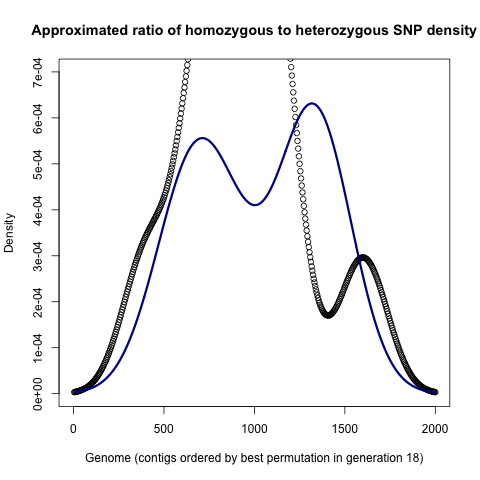 Approximated ratio of homozygous to heterozygous SNP density
7e-04
6e-04
5e-04
4e-04
3e-04
2e-04
1e-04
0e+00
Density
0 500 1000 1500 2000
Genome (contigs ordered by best permutation in generation 18)